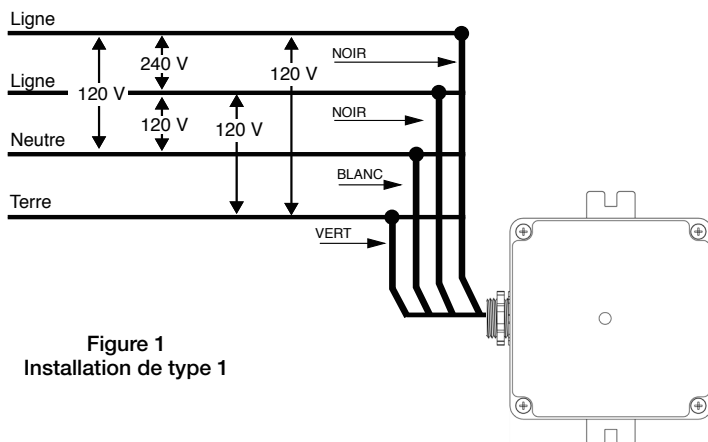 Ligne
NOIR
240 V
120 V
Ligne
120 V
NOIR
120 V
120 V
Neutre
BLANC
Terre
VERT
Figure 1
Installation de type 1